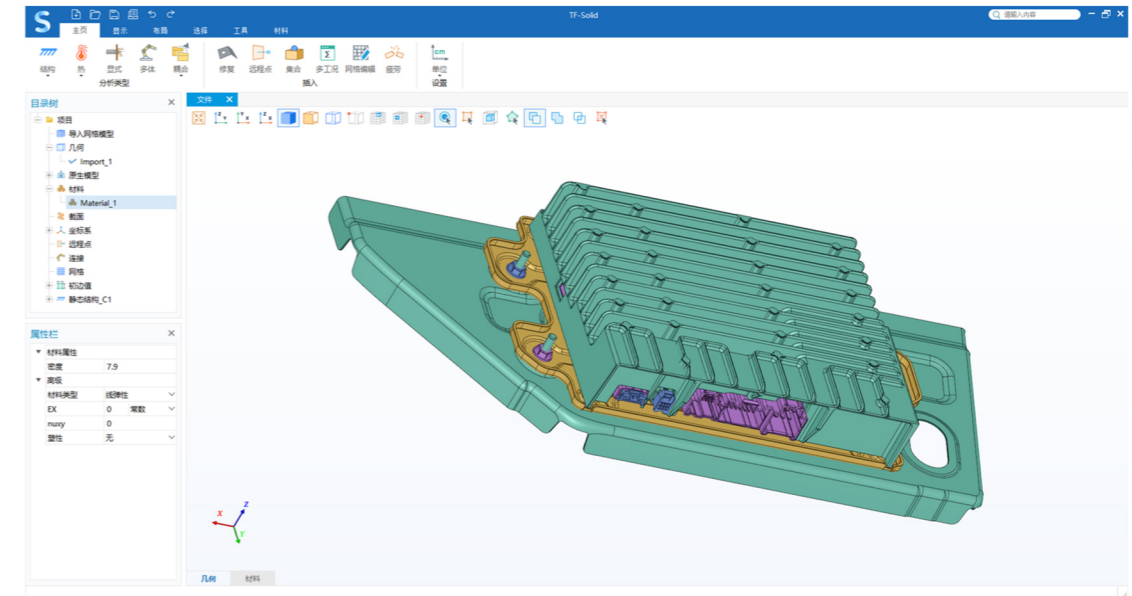 TF-Solid
请输入内容
S
主页 显示 布局 选择 工具 材料
结构 热 显式 多体 耦合 修复 远程点 集合 多工况 网格编辑 疲劳 cm 单位
分析类型 插入 设置
目录树
项目
导入网格模型
几何
Import_1
原生模型
材料
Material_1
截面
坐标系
远程点
连接
网格
初边值
静态结构_C1
属性栏
材料属性
密度 7.9
高级
材料类型 线弹性
EX 0 常数
nuxy 0
塑性 无
文件
X Y Z
几何 材料